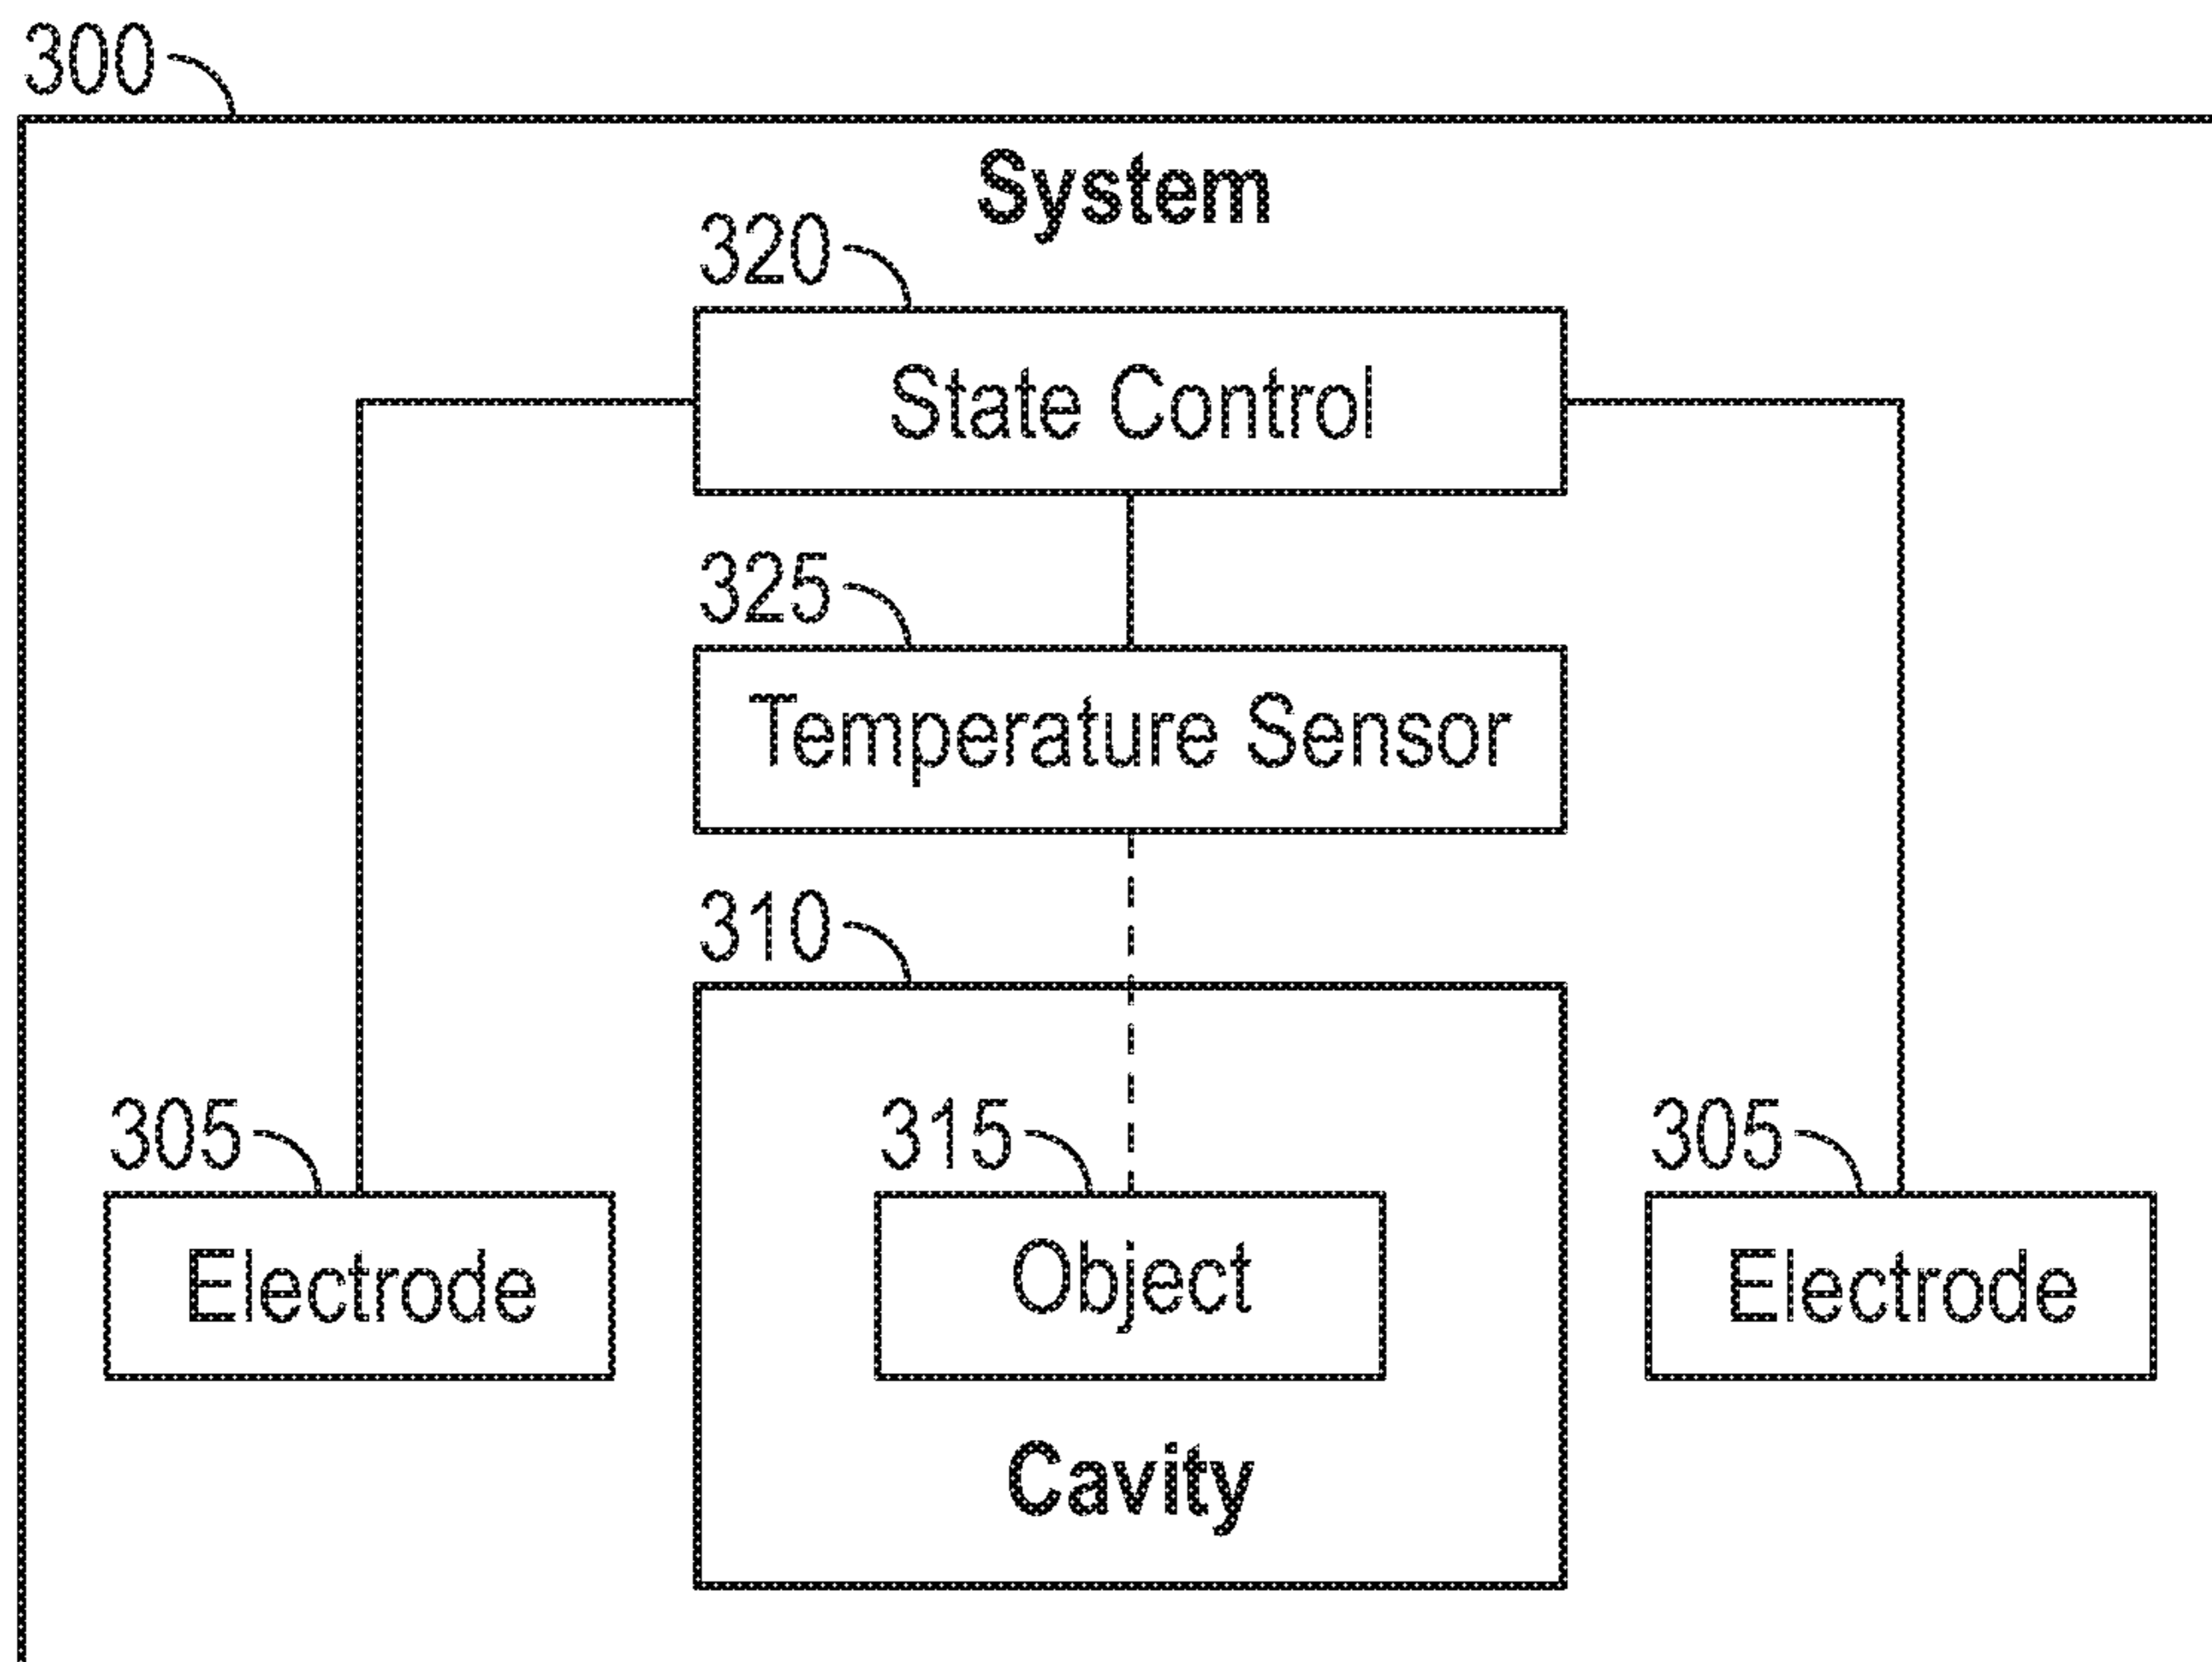 300
System
320
State Control
325
Temperature Sensor
310
305
315
305
Electrode
Object
Electrode
Cavity